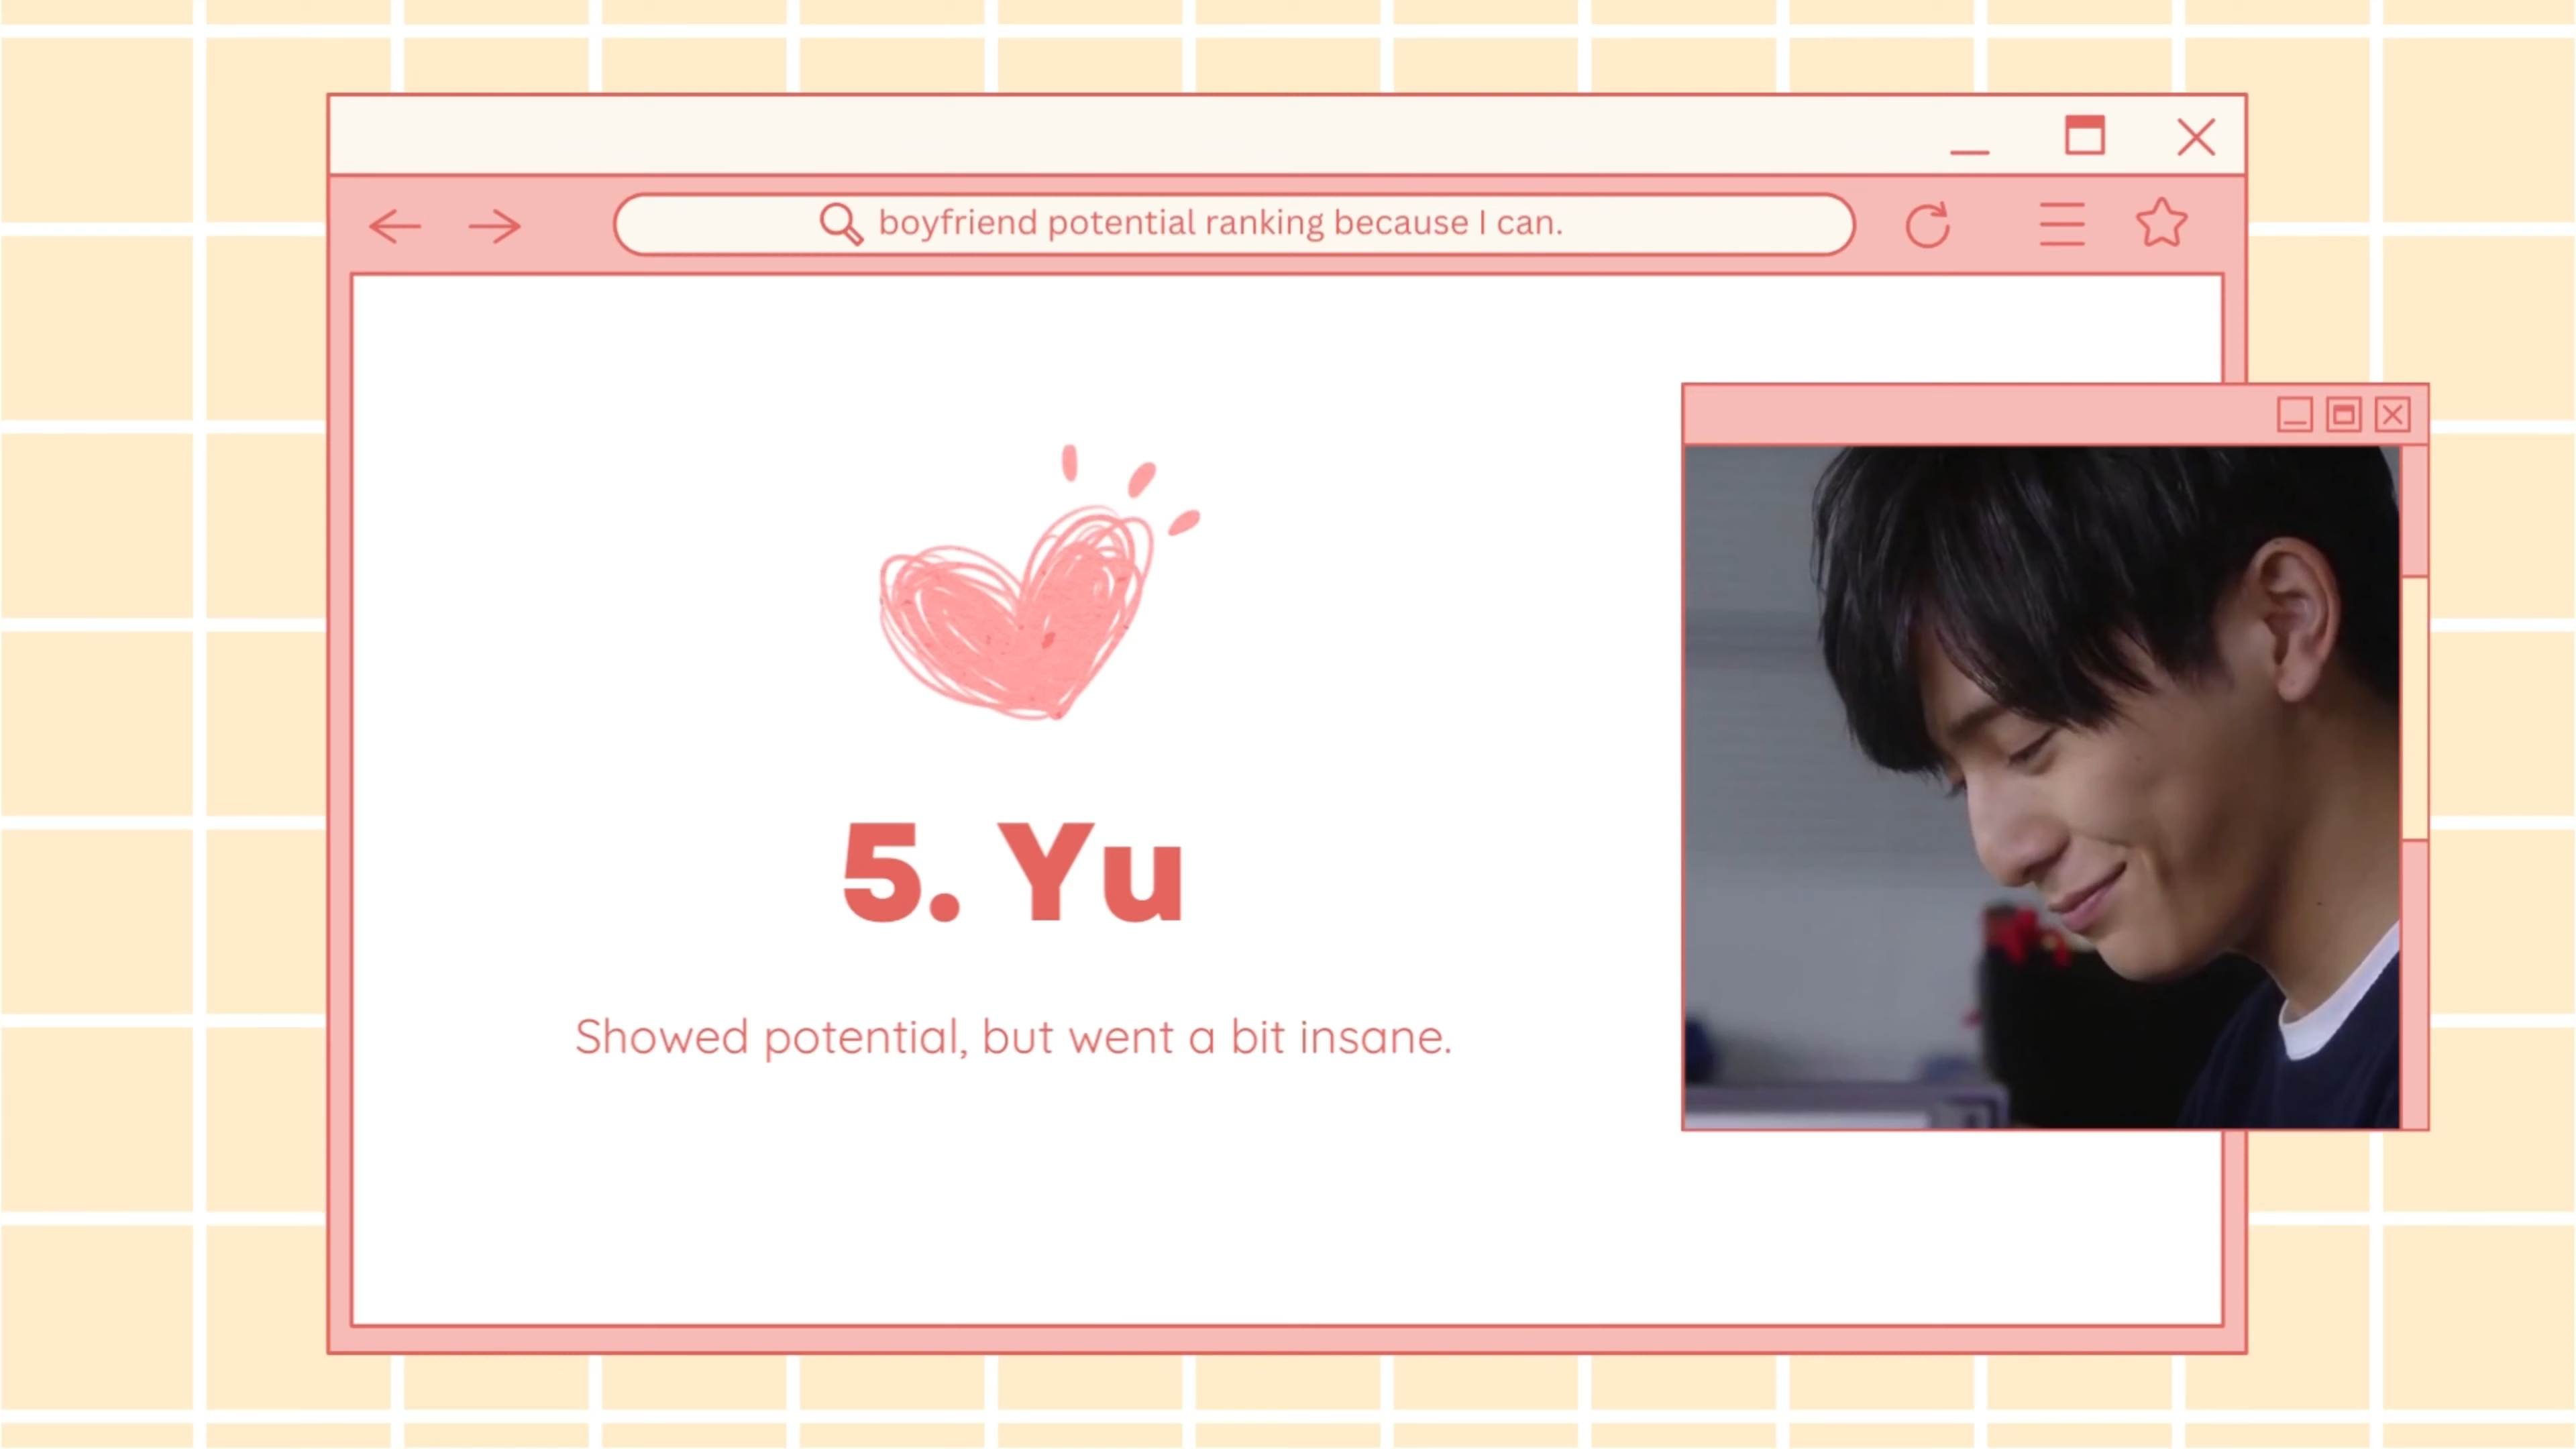 boyfriend potential ranking because I can.
5. Yu
Showed potential, but went a bit insane.